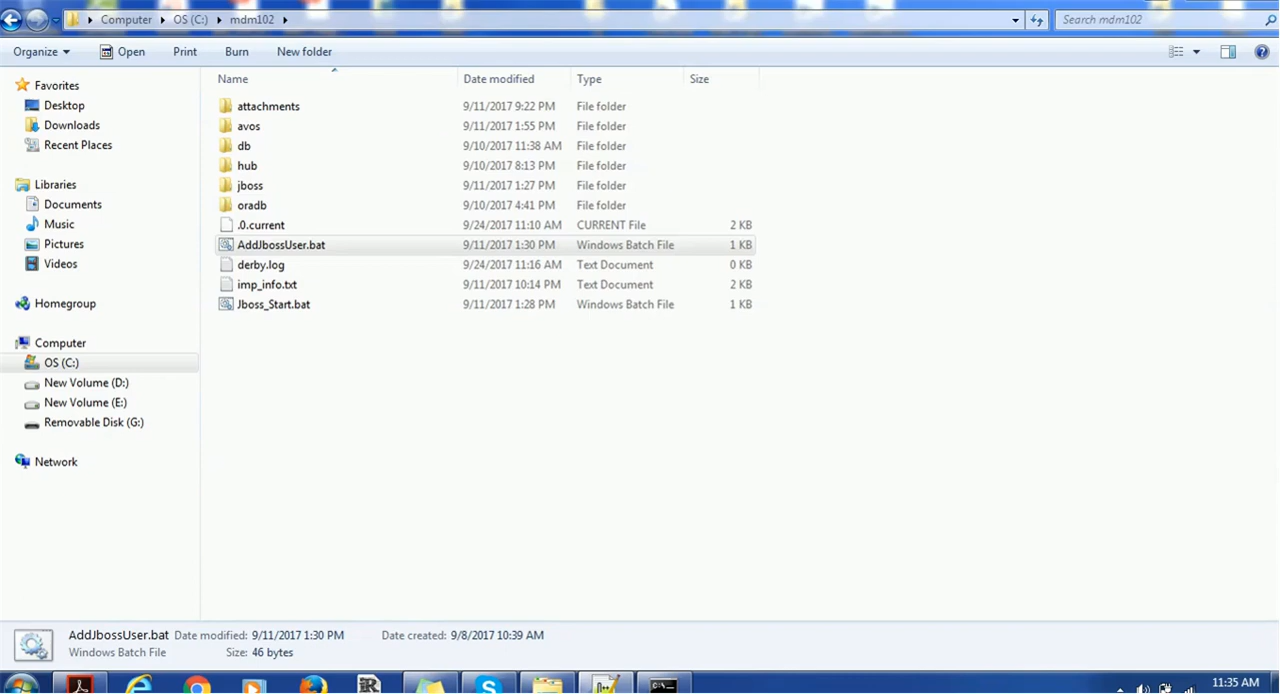 Computer OS (C:) mdm102 Search mdm102
Organize Open Print Burn New folder
Name Date modified Type Size
Favorites
Desktop
Downloads
Recent Places
Libraries
Documents
Music
Pictures
Videos
Homegroup
Computer
OS (C:)
New Volume (D:)
New Volume (E:)
Removable Disk (G:)
Network
attachments 9/11/2017 9:22 PM File folder
avos 9/11/2017 1:55 PM File folder
db 9/10/2017 11:38 AM File folder
hub 9/10/2017 8:13 PM File folder
jboss 9/11/2017 1:27 PM File folder
oradb 9/10/2017 4:41 PM File folder
.0.current 9/24/2017 11:10 AM CURRENT File 2 KB
AddJbossUser.bat 9/11/2017 1:30 PM Windows Batch File 1 KB
derby.log 9/24/2017 11:16 AM Text Document 0 KB
imp_info.txt 9/11/2017 10:14 PM Text Document 2 KB
Jboss_Start.bat 9/11/2017 1:28 PM Windows Batch File 1 KB
AddJbossUser.bat Date modified: 9/11/2017 1:30 PM Date created: 9/8/2017 10:39 AM
Windows Batch File Size: 46 bytes
11:35 AM